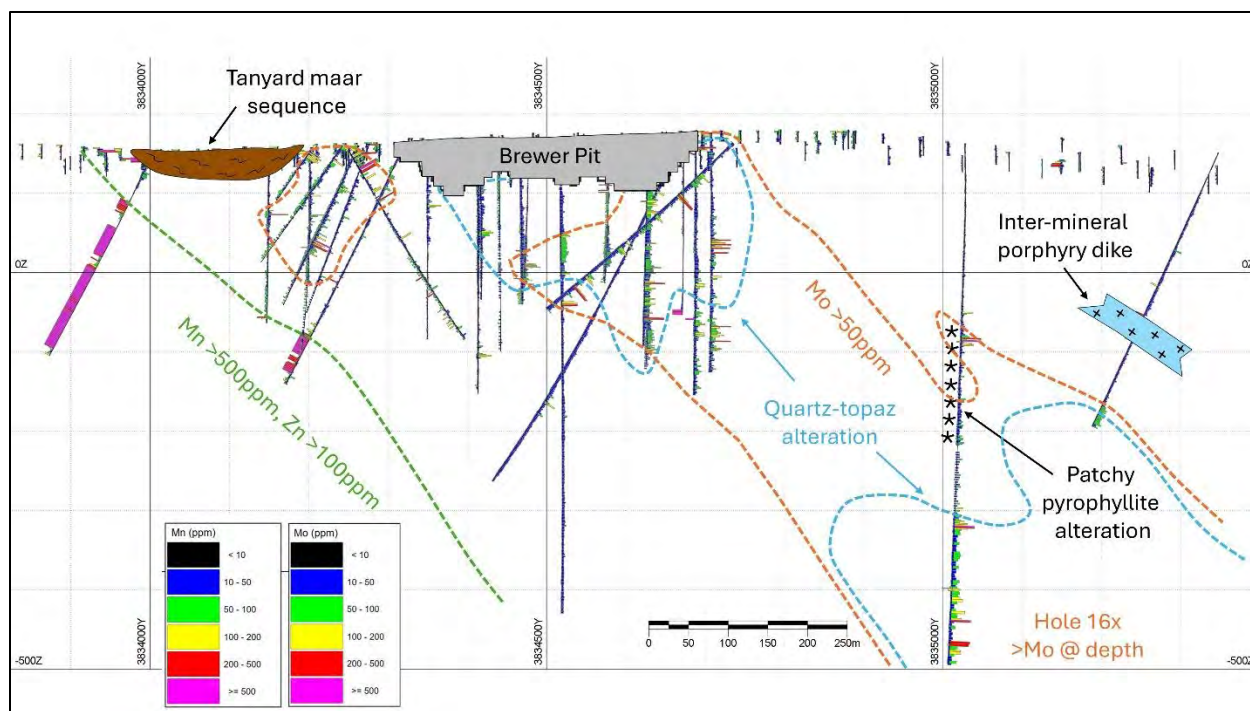 3834000Y
3834500Y
3835000Y
Tanyard maar
sequence
Brewer Pit
Inter-mineral
porphyry dike
0Z
0Z
Mn >500ppm, Zn >100ppm
Mo >50ppm
Quartz-topaz
alteration
Patchy
pyrophyllite
alteration
Mn (ppm)
< 10
10 - 50
50 - 100
100 - 200
200 - 500
>= 500
Mo (ppm)
< 10
10 - 50
50 - 100
100 - 200
200 - 500
>= 500
0 50 100 150 200 250m
Hole 16x
>Mo @ depth
3834000Y
3834500Y
3835000Y
-500Z
-500Z